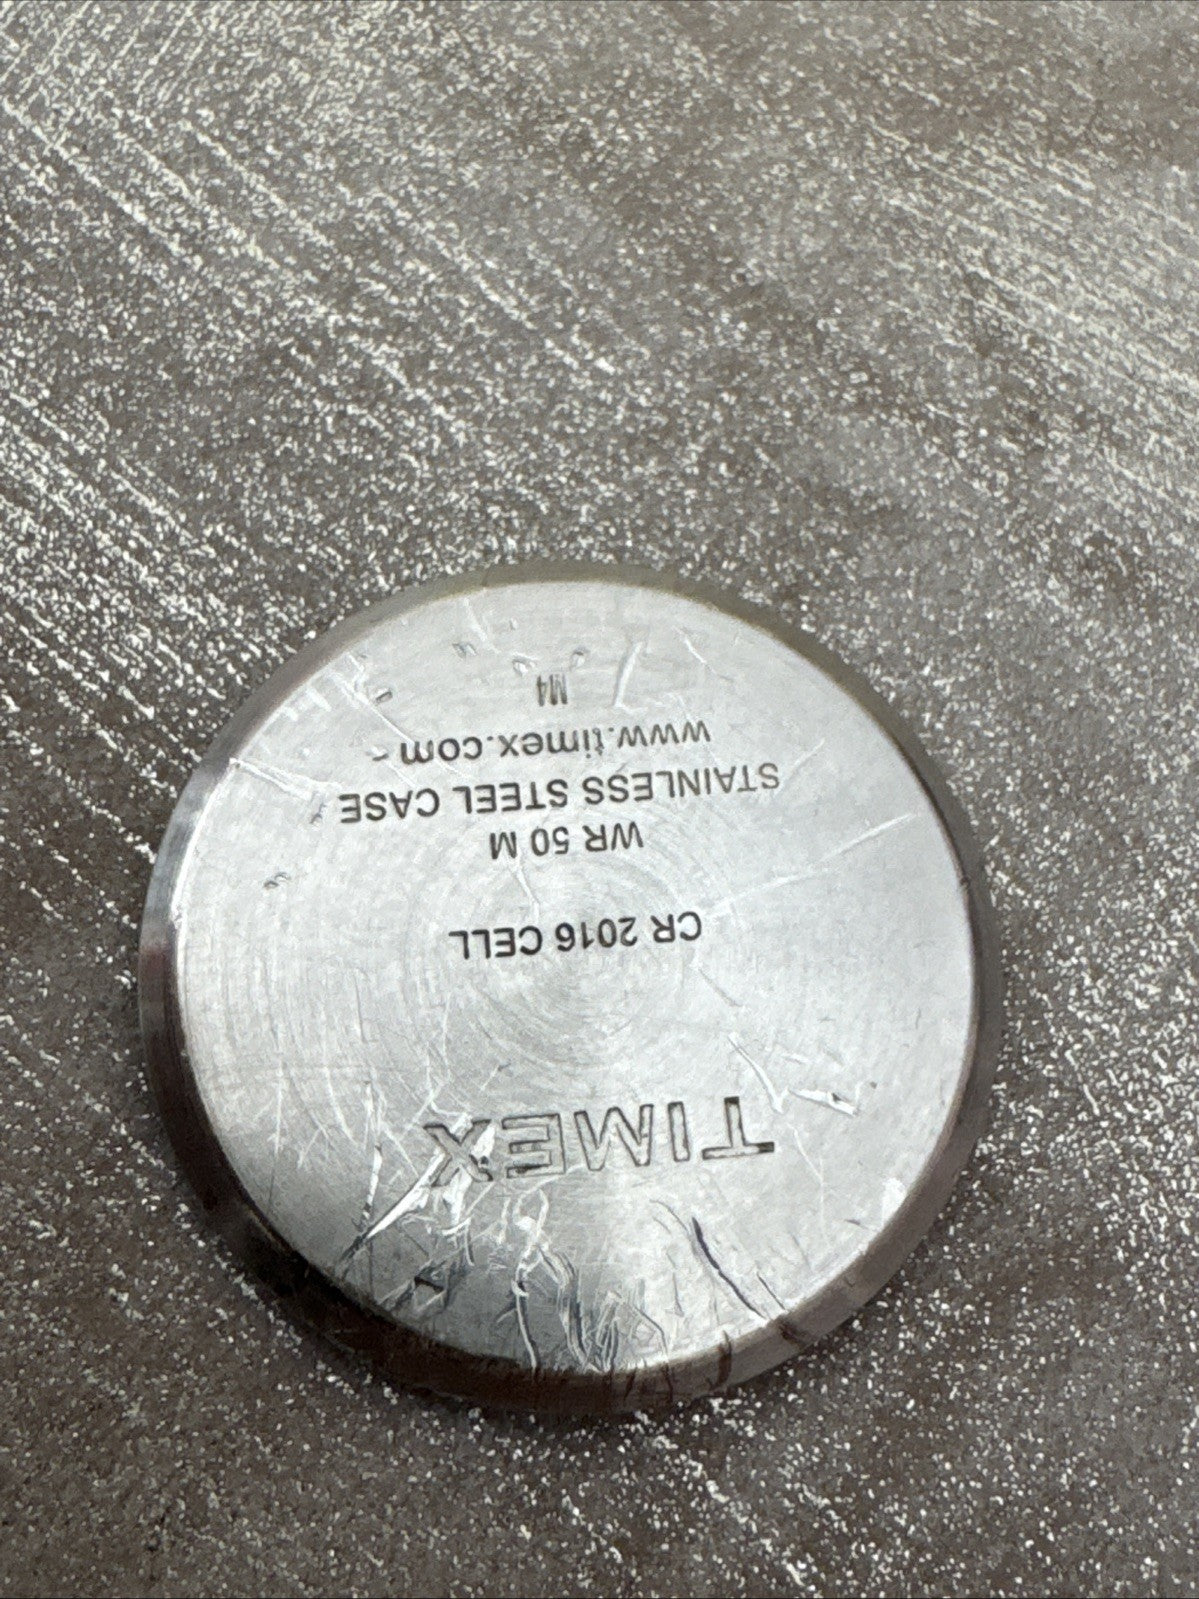 TIMEX
CR 2016 CELL
WR 50 M
STAINLESS STEEL CASE
www.timex.com
M4